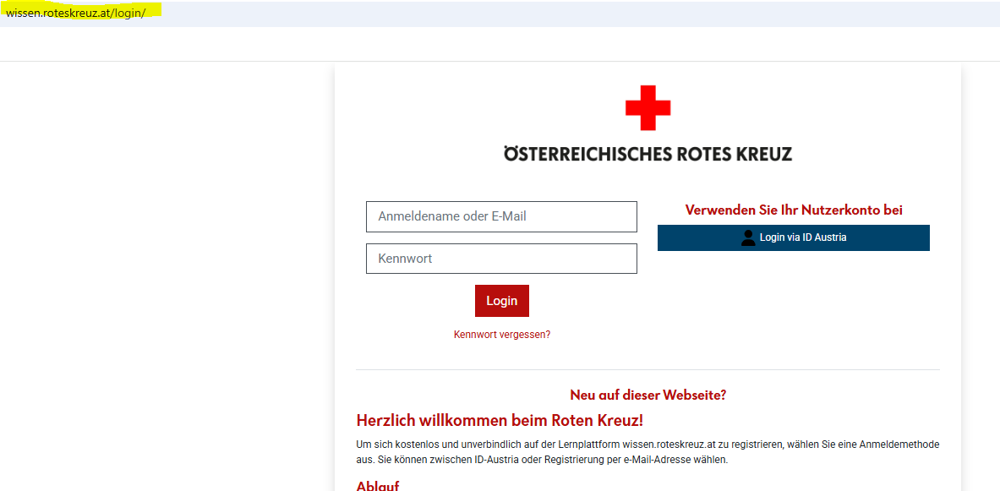 wissen.roteskreuz.at/login/
ÖSTERREICHISCHES ROTES KREUZ
Anmeldename oder E-Mail
Kennwort
Login
Kennwort vergessen?
Verwenden Sie Ihr Nutzerkonto bei
Login via ID Austria
Neu auf dieser Webseite?
Herzlich willkommen beim Roten Kreuz!
Um sich kostenlos und unverbindlich auf der Lernplattform wissen.roteskreuz.at zu registrieren, wählen Sie eine Anmeldemethode
aus. Sie können zwischen ID-Austria oder Registrierung per e-Mail-Adresse wählen.
Ablauf